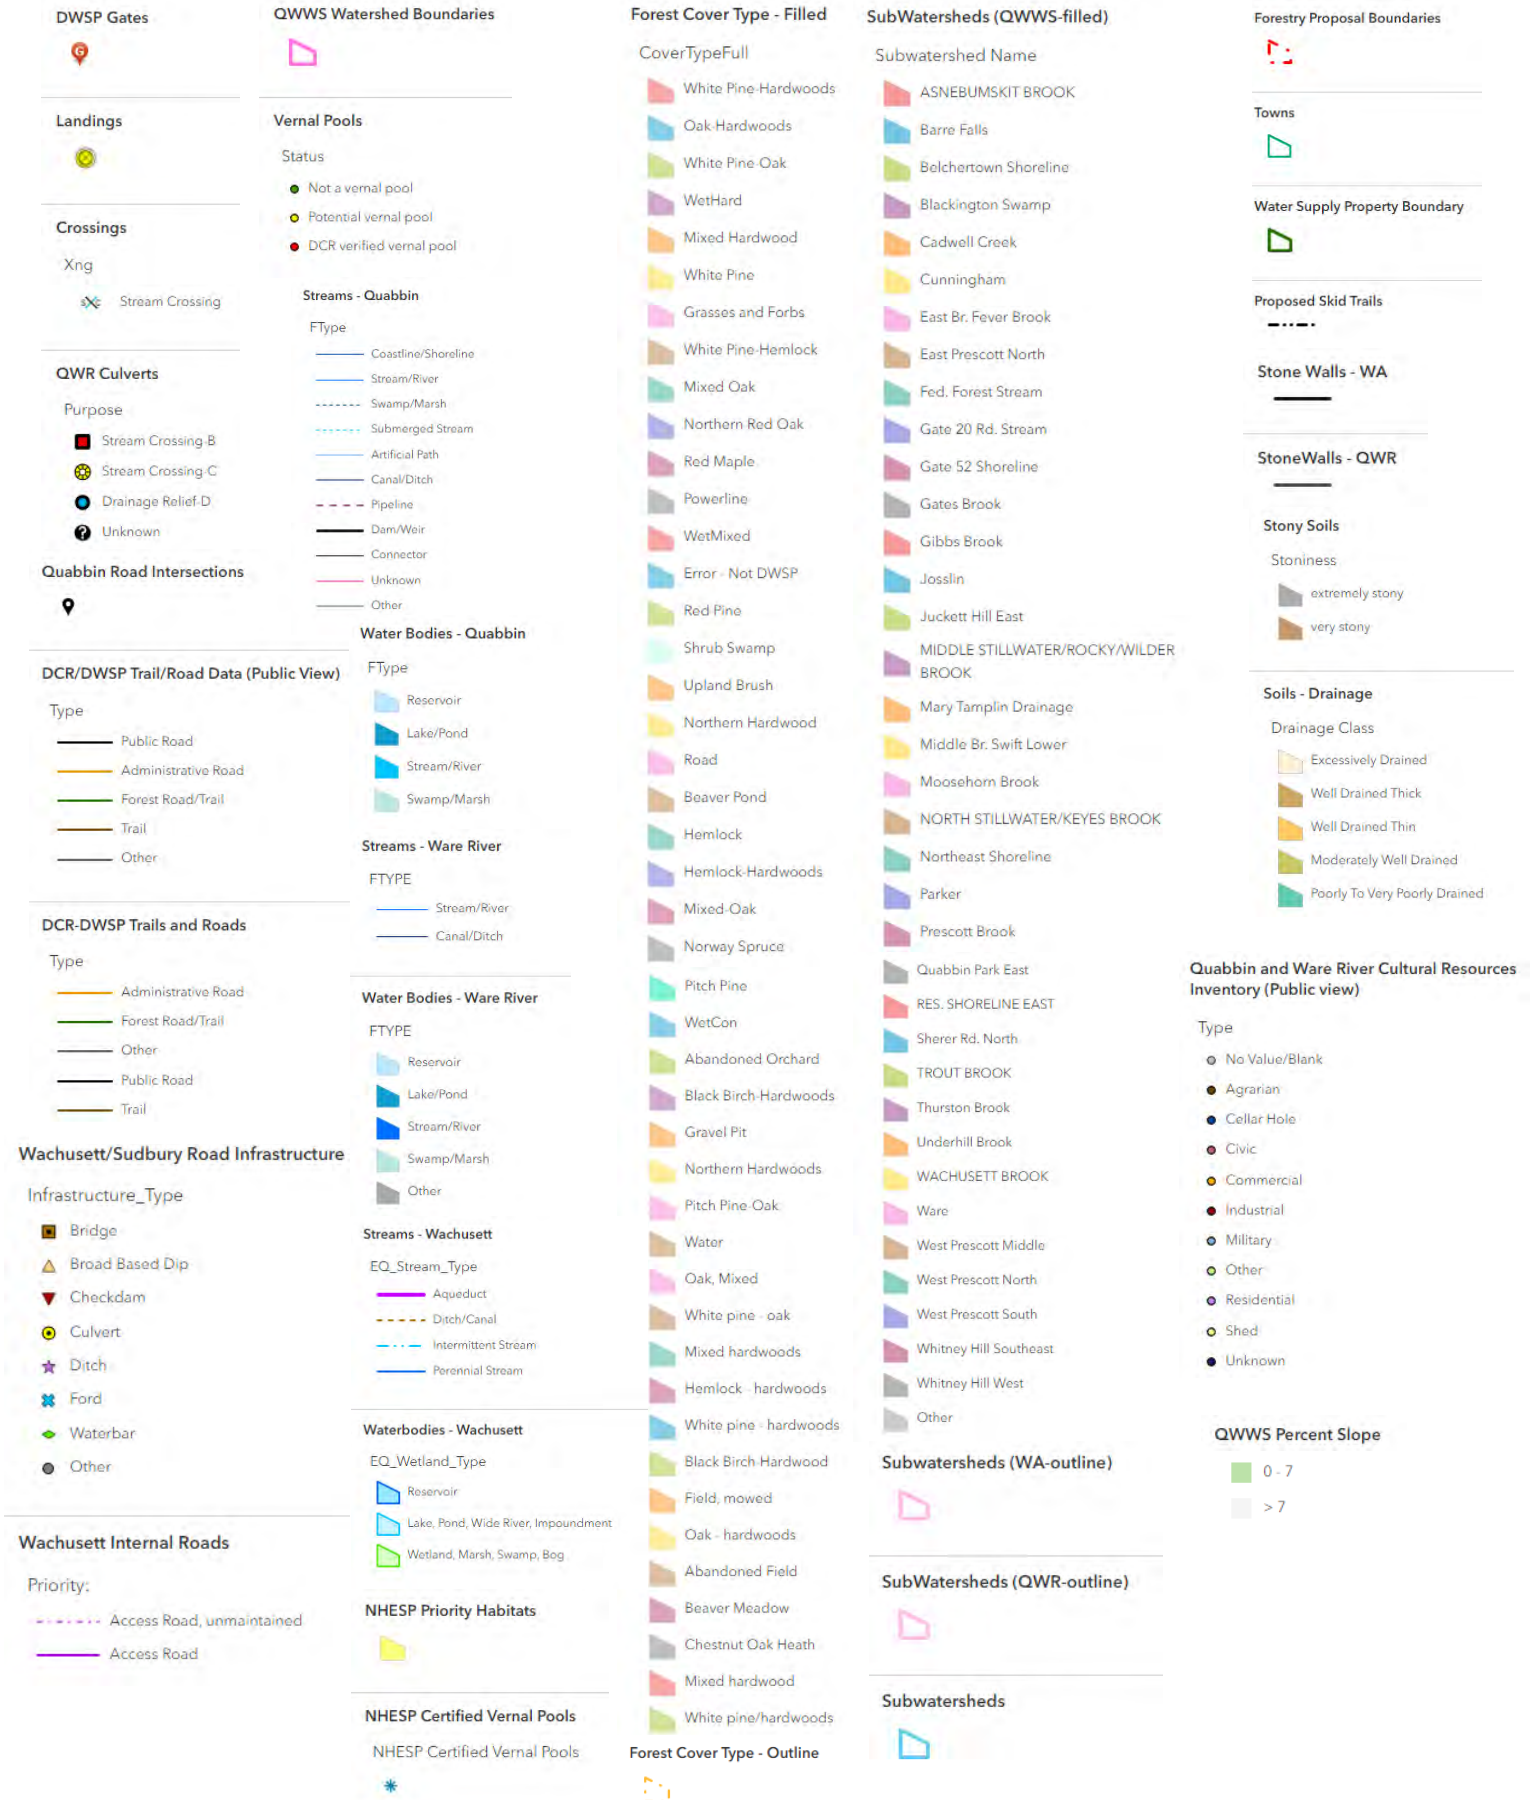 DWSP Gates
Landings
Crossings
Xng
Stream Crossing
QWR Culverts
Purpose
Stream Crossing-B
Stream Crossing-C
Drainage Relief-D
Unknown
Quabbin Road Intersections
DCR/DWSP Trail/Road Data (Public View)
Type
Public Road
Administrative Road
Forest Road/Trail
Trail
Other
DCR-DWSP Trails and Roads
Type
Administrative Road
Forest Road/Trail
Other
Public Road
Trail
Wachusett/Sudbury Road Infrastructure
Infrastructure_Type
Bridge
Broad Based Dip
Checkdam
Culvert
Ditch
Ford
Waterbar
Other
Wachusett Internal Roads
Priority:
Access Road, unmaintained
Access Road
QWWS Watershed Boundaries
Vernal Pools
Status
Not a vernal pool
Potential vernal pool
DCR verified vernal pool
Streams - Quabbin
FType
Coastline/Shoreline
Stream/River
Swamp/Marsh
Submerged Stream
Artificial Path
Canal/Ditch
Pipeline
Dam/Weir
Connector
Unknown
Other
Water Bodies - Quabbin
FType
Reservoir
Lake/Pond
Stream/River
Swamp/Marsh
Streams - Ware River
FTYPE
Stream/River
Canal/Ditch
Water Bodies - Ware River
FTYPE
Reservoir
Lake/Pond
Stream/River
Swamp/Marsh
Other
Streams - Wachusett
EQ_Stream_Type
Aqueduct
Ditch/Canal
Intermittent Stream
Perennial Stream
Waterbodies - Wachusett
EQ_Wetland_Type
Reservoir
Lake, Pond, Wide River, Impoundment
Wetland, Marsh, Swamp, Bog
NHESP Priority Habitats
NHESP Certified Vernal Pools
NHESP Certified Vernal Pools
Forest Cover Type - Filled
CoverTypeFull
White Pine-Hardwoods
Oak-Hardwoods
White Pine-Oak
WetHard
Mixed Hardwood
White Pine
Grasses and Forbs
White Pine-Hemlock
Mixed Oak
Northern Red Oak
Red Maple
Powerline
WetMixed
Error - Not DWSP
Red Pine
Shrub Swamp
Upland Brush
Northern Hardwood
Road
Beaver Pond
Hemlock
Hemlock-Hardwoods
Mixed-Oak
Norway Spruce
Pitch Pine
WetCon
Abandoned Orchard
Black Birch-Hardwoods
Gravel Pit
Northern Hardwoods
Pitch Pine-Oak
Water
Oak, Mixed
White pine - oak
Mixed hardwoods
Hemlock - hardwoods
White pine - hardwoods
Black Birch-Hardwood
Field, mowed
Oak - hardwoods
Abandoned Field
Beaver Meadow
Chestnut Oak Heath
Mixed hardwood
White pine/hardwoods
Forest Cover Type - Outline
SubWatersheds (QWWS-filled)
Subwatershed Name
ASNEBUMSKIT BROOK
Barre Falls
Belchertown Shoreline
Blackington Swamp
Cadwell Creek
Cunningham
East Br. Fever Brook
East Prescott North
Fed. Forest Stream
Gate 20 Rd. Stream
Gate 52 Shoreline
Gates Brook
Gibbs Brook
Josslin
Juckett Hill East
MIDDLE STILLWATER/ROCKY/WILDER
BROOK
Mary Tamplin Drainage
Middle Br. Swift Lower
Moosehorn Brook
NORTH STILLWATER/KEYES BROOK
Northeast Shoreline
Parker
Prescott Brook
Quabbin Park East
RES. SHORELINE EAST
Sherer Rd. North
TROUT BROOK
Thurston Brook
Underhill Brook
WACHUSETT BROOK
Ware
West Prescott Middle
West Prescott North
West Prescott South
Whitney Hill Southeast
Whitney Hill West
Other
Subwatersheds (WA-outline)
SubWatersheds (QWR-outline)
Subwatersheds
Forestry Proposal Boundaries
Towns
Water Supply Property Boundary
Proposed Skid Trails
Stone Walls - WA
StoneWalls - QWR
Stony Soils
Stoniness
extremely stony
very stony
Soils - Drainage
Drainage Class
Excessively Drained
Well Drained Thick
Well Drained Thin
Moderately Well Drained
Poorly To Very Poorly Drained
Quabbin and Ware River Cultural Resources
Inventory (Public view)
Type
No Value/Blank
Agrarian
Cellar Hole
Civic
Commercial
Industrial
Military
Other
Residential
Shed
Unknown
QWWS Percent Slope
0 - 7
> 7